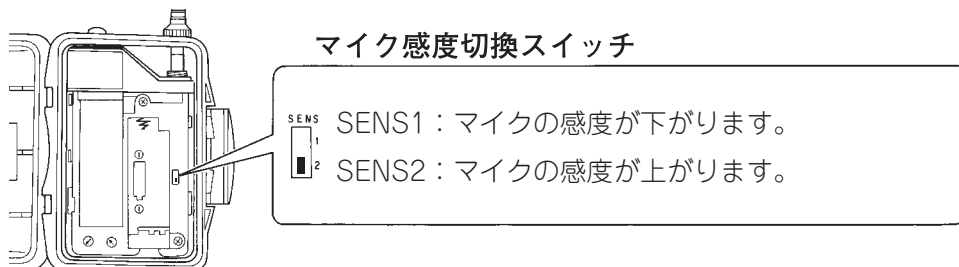 マイク感度切換スイッチ
SENS
1
2
SENS1：マイクの感度が下がります。
SENS2：マイクの感度が上がります。